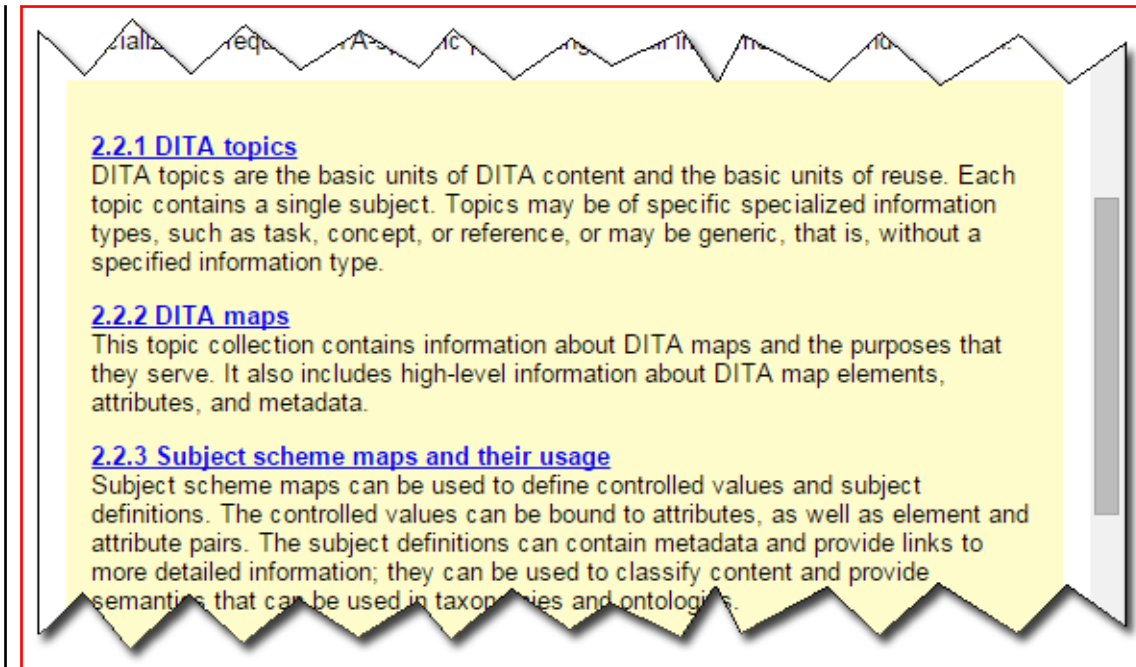 2.2.1 DITA topics
DITA topics are the basic units of DITA content and the basic units of reuse. Each
topic contains a single subject. Topics may be of specific specialized information
types, such as task, concept, or reference, or may be generic, that is, without a
specified information type.
2.2.2 DITA maps
This topic collection contains information about DITA maps and the purposes that
they serve. It also includes high-level information about DITA map elements,
attributes, and metadata.
2.2.3 Subject scheme maps and their usage
Subject scheme maps can be used to define controlled values and subject
definitions. The controlled values can be bound to attributes, as well as element and
attribute pairs. The subject definitions can contain metadata and provide links to
more detailed information; they can be used to classify content and provide
semantics that can be used in taxonomies and ontologies.